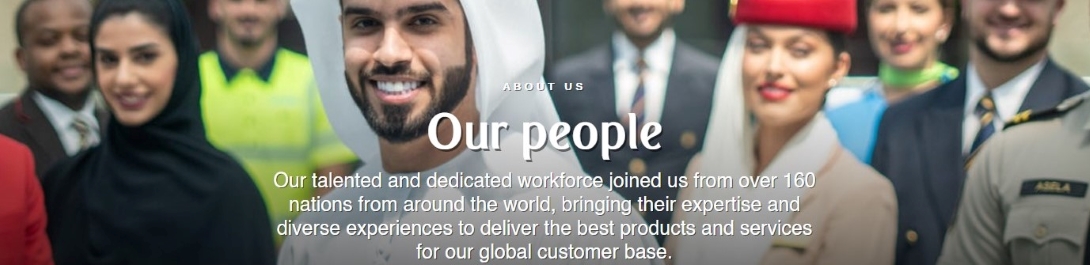 ABOUT US
Our people
Our talented and dedicated workforce joined us from over 160
nations from around the world, bringing their expertise and
diverse experiences to deliver the best products and services
for our global customer base.
ASELA